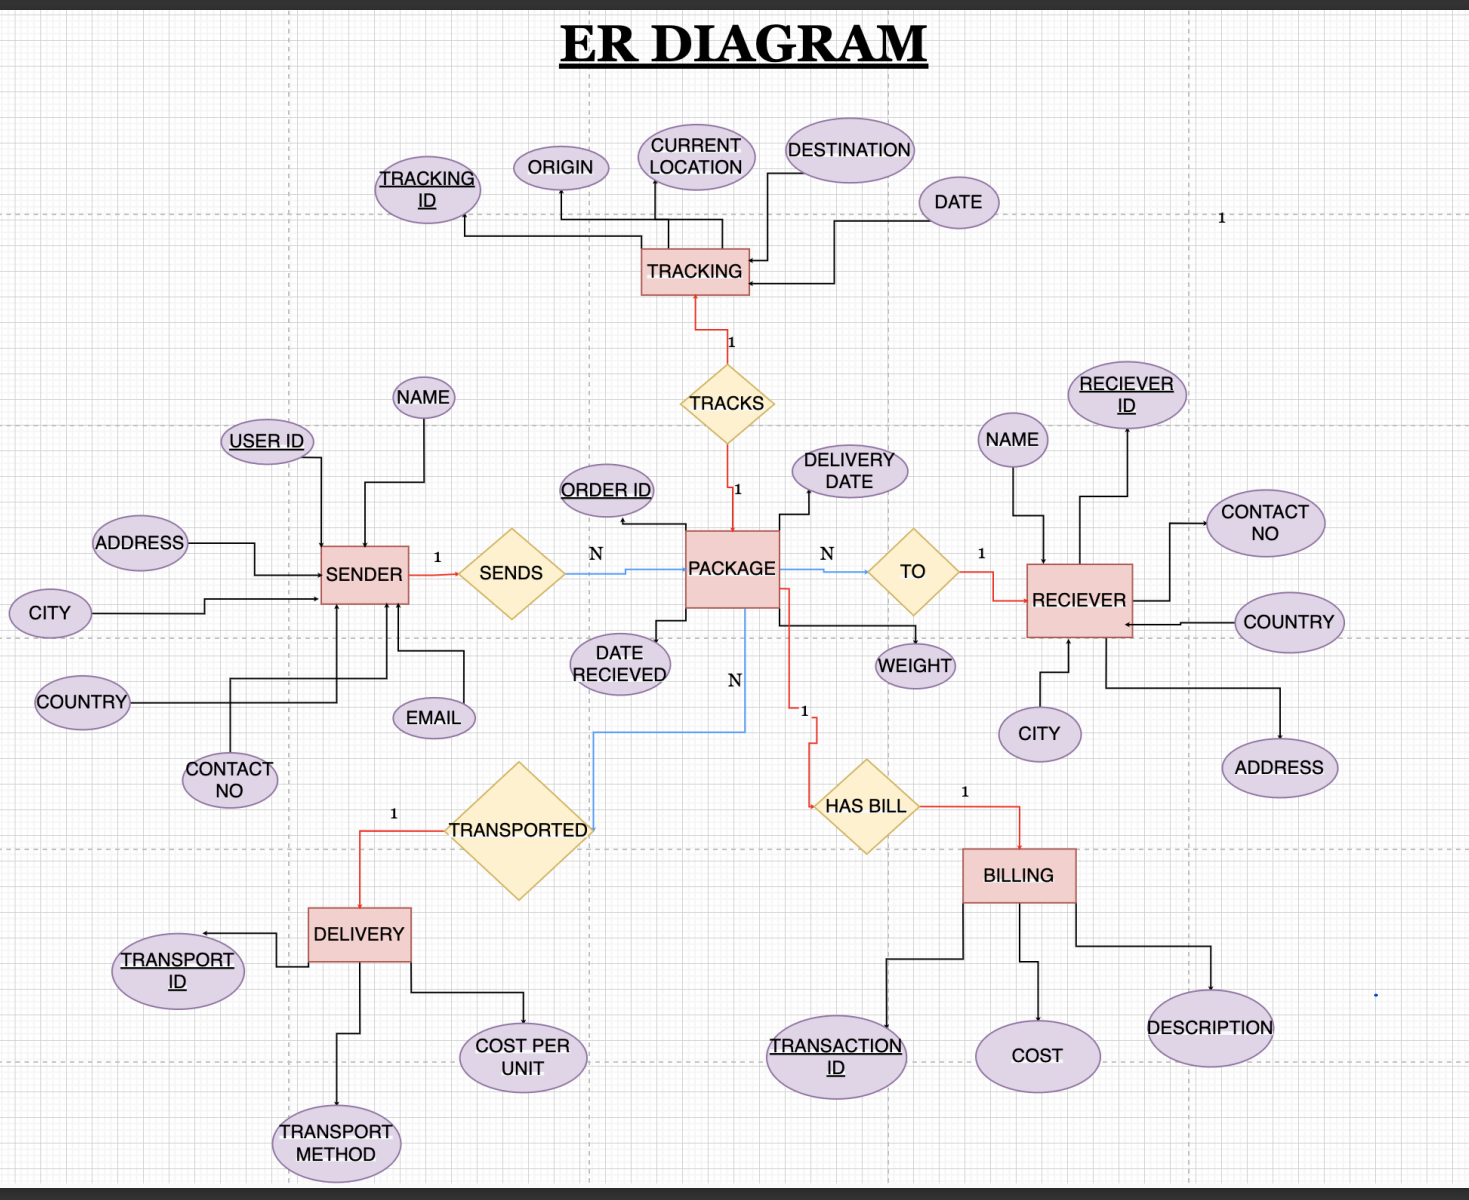 ER DIAGRAM
CURRENT
LOCATION
DESTINATION
ORIGIN
TRACKING
ID
DATE
1
TRACKING
1
TRACKS
1
NAME
USER ID
ADDRESS
SENDER
CITY
COUNTRY
CONTACT
NO
EMAIL
1
SENDS
N
ORDER ID
DELIVERY
DATE
PACKAGE
DATE
RECIEVED
WEIGHT
N
TO
1
RECIEVER
ID
NAME
CONTACT
NO
RECIEVER
COUNTRY
CITY
ADDRESS
N
1
1
TRANSPORTED
HAS BILL
1
DELIVERY
TRANSPORT
ID
COST PER
UNIT
TRANSPORT
METHOD
BILLING
TRANSACTION
ID
COST
DESCRIPTION